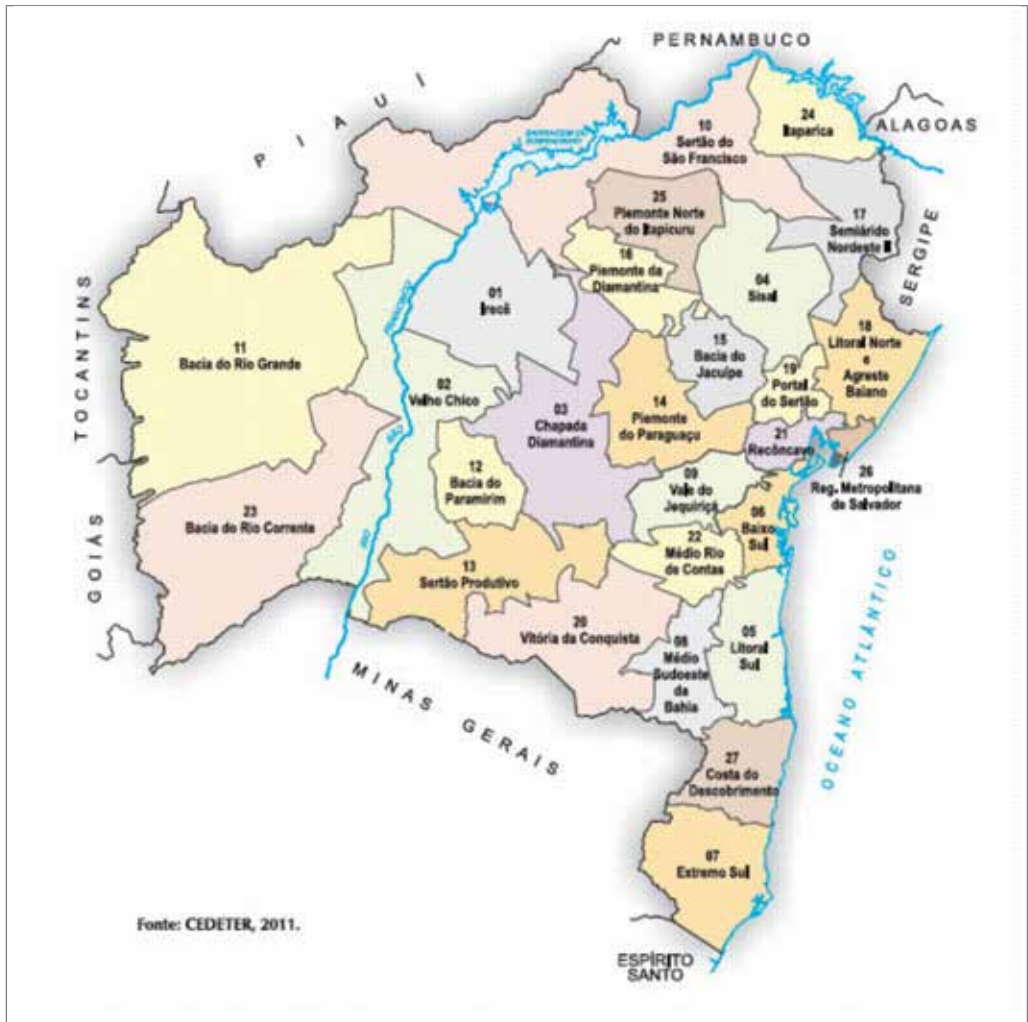 PERNAMBUCO
PIAUI
ALAGOAS
SERGIPE
TOCANTINS
GOIÁS
MINAS GERAIS
ESPÍRITO
SANTO
OCEANO ATLÂNTICO
24
Itaparica
10
Sertão do
São Francisco
25
Piemonte Norte
do Itapicuru
17
Semiárido
Nordeste II
16
Piemonte da
Diamantina
04
Sisal
01
Irecê
11
Bacia do Rio Grande
15
Bacia do
Jacuípe
18
Litoral Norte
e
Agreste
Baiano
19
Portal
do Sertão
02
Velho Chico
03
Chapada
Diamantina
14
Piemonte
do Paraguaçu
21
Recôncavo
26
Reg. Metropolitana
de Salvador
12
Bacia do
Paramirim
09
Vale do
Jequiriçá
06
Baixo
Sul
23
Bacia do Rio Corrente
22
Médio Rio
de Contas
13
Sertão Produtivo
20
Vitória da Conquista
08
Médio
Sudoeste
da
Bahia
05
Litoral
Sul
27
Costa do
Descobrimento
07
Extremo Sul
RIO
SÃO
FRANCISCO
Fonte: CEDETER, 2011.